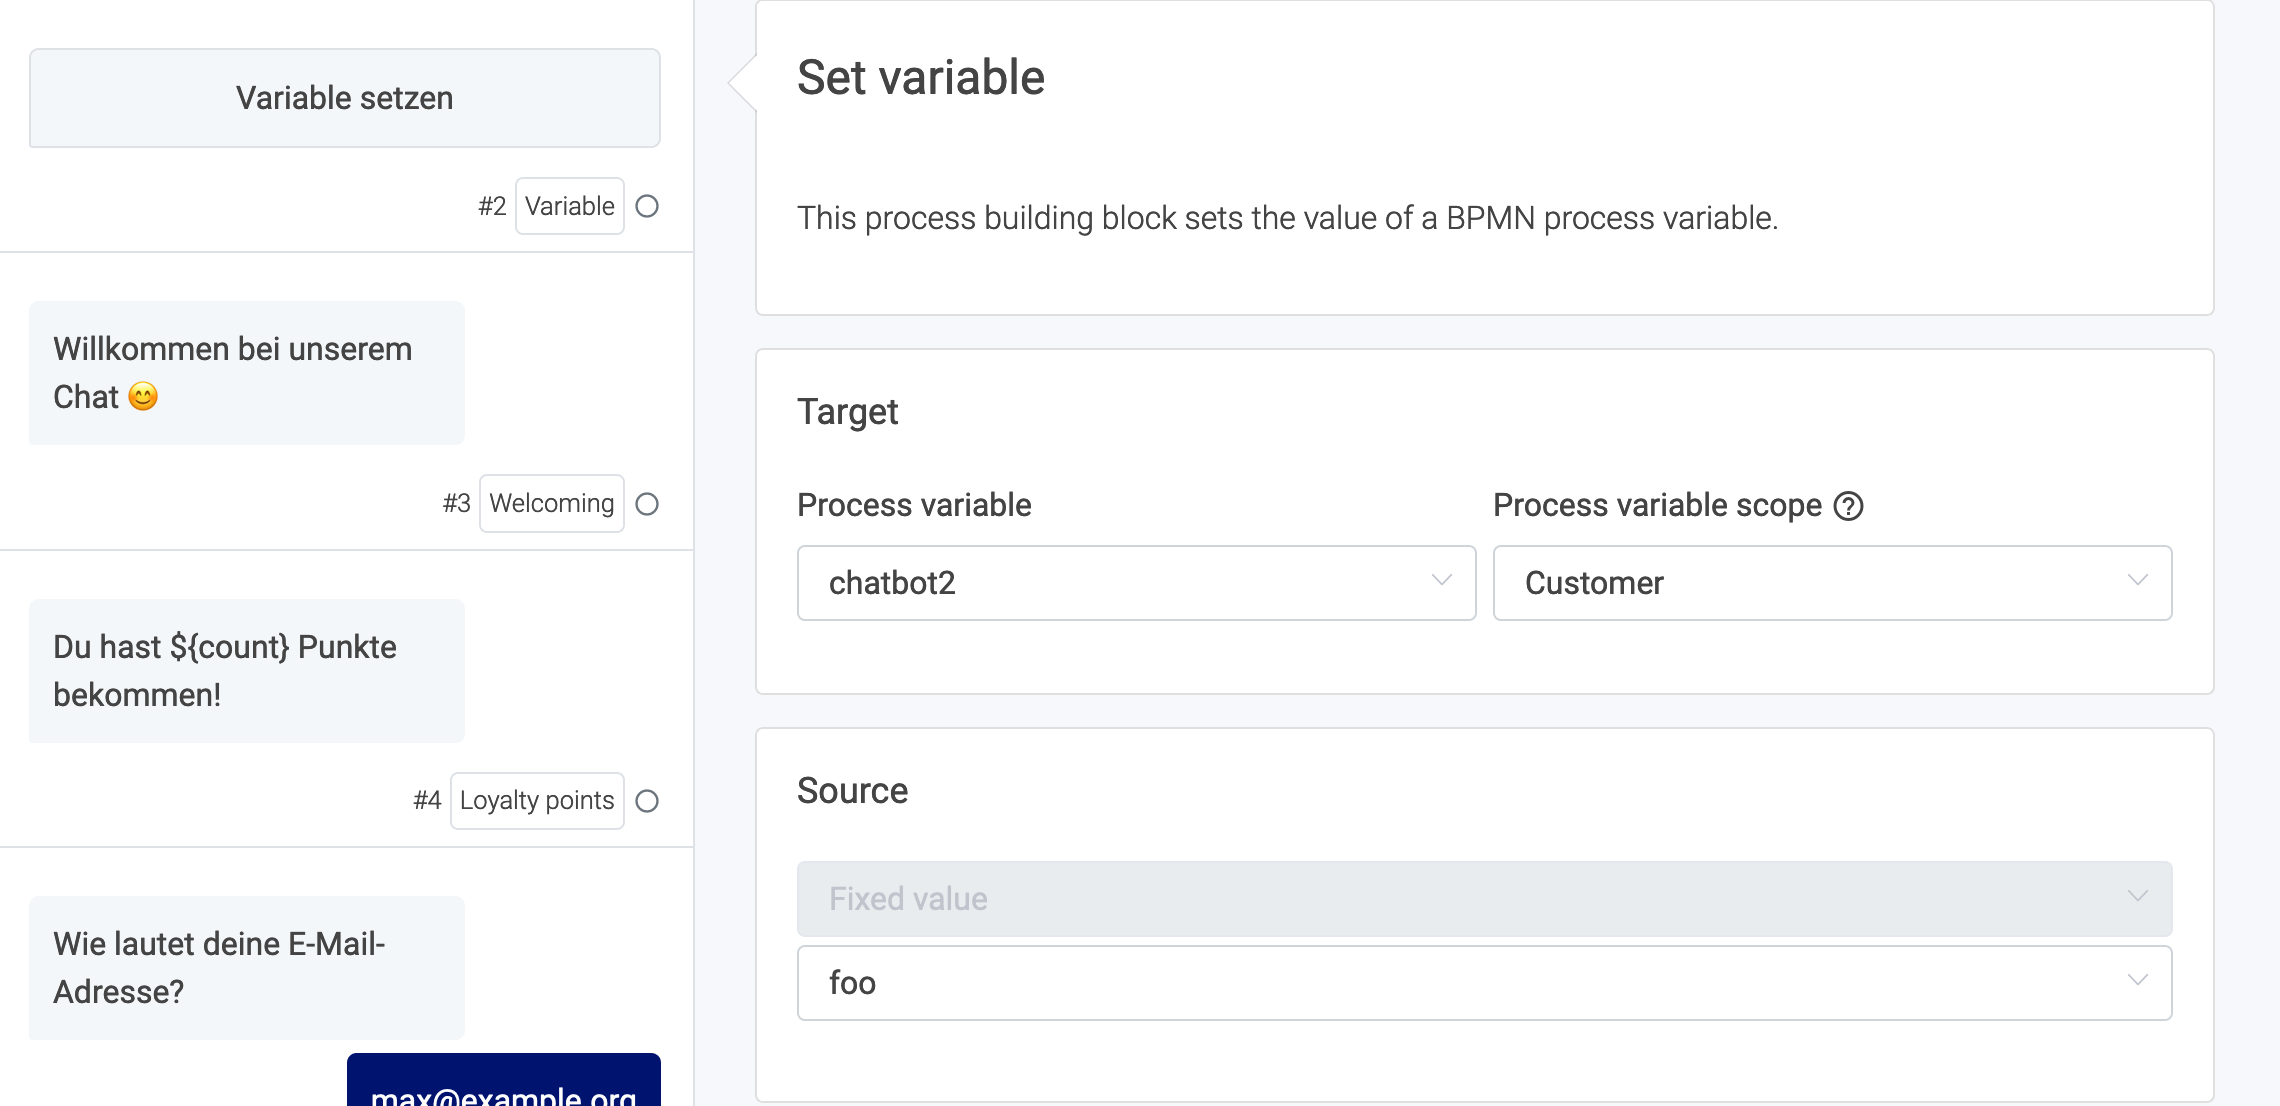 Variable setzen
#2 Variable
Willkommen bei unserem
Chat 😊
#3 Welcoming
Du hast ${count} Punkte
bekommen!
#4 Loyalty points
Wie lautet deine E-Mail-
Adresse?
max@example.org
Set variable
This process building block sets the value of a BPMN process variable.
Target
Process variable
Process variable scope ?
chatbot2
Customer
Source
Fixed value
foo